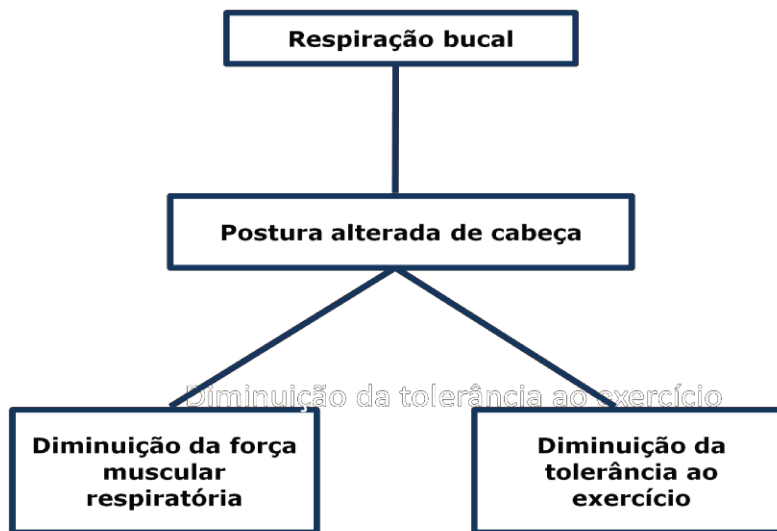 Respiração bucal
Postura alterada de cabeça
Diminuição da tolerância ao exercício
Diminuição da força
muscular
respiratória
Diminuição da
tolerância ao
exercício